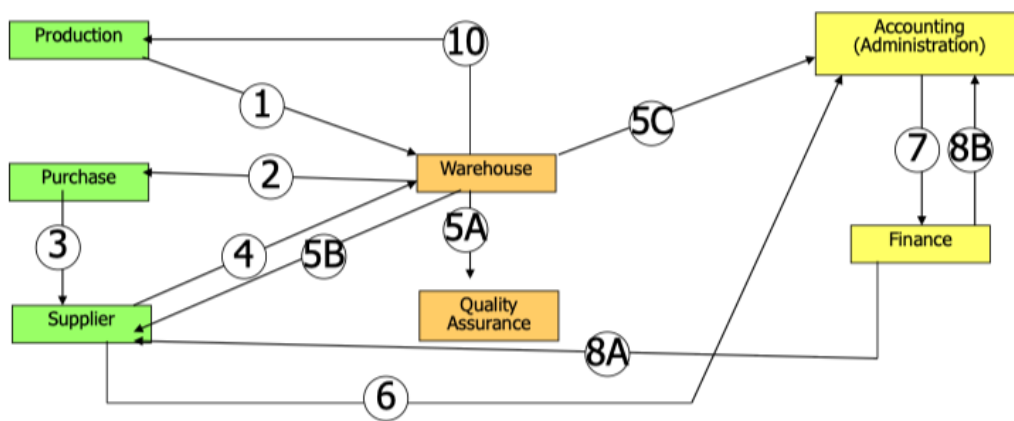 Production
10
Accounting
(Administration)
1
5C
7
8B
Warehouse
Purchase
2
3
4
5B
5A
Finance
Supplier
Quality
Assurance
8A
6